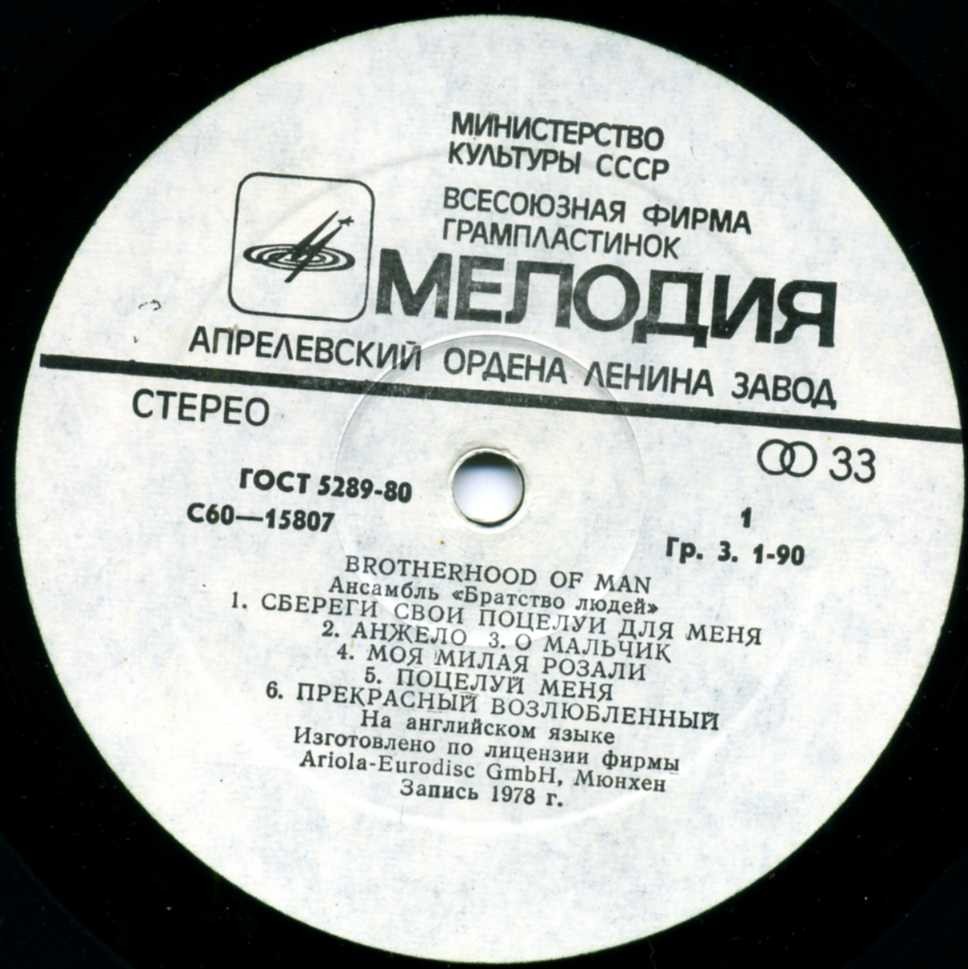 МИНИСТЕРСТВО
КУЛЬТУРЫ СССР
ВСЕСОЮЗНАЯ ФИРМА
ГРАМПЛАСТИНОК
МЕЛОДИЯ
АПРЕЛЕВСКИЙ ОРДЕНА ЛЕНИНА ЗАВОД
СТЕРЕО
33
ГОСТ 5289-80
С60—15807
1
Гр. 3. 1-90
BROTHERHOOD OF MAN
Ансамбль «Братство людей»
1. СБЕРЕГИ СВОИ ПОЦЕЛУИ ДЛЯ МЕНЯ
2. АНЖЕЛО 3. О МАЛЬЧИК
4. МОЯ МИЛАЯ РОЗАЛИ
5. ПОЦЕЛУЙ МЕНЯ
6. ПРЕКРАСНЫЙ ВОЗЛЮБЛЕННЫЙ
На английском языке
Изготовлено по лицензии фирмы
Ariola-Eurodisc GmbH, Мюнхен
Запись 1978 г.